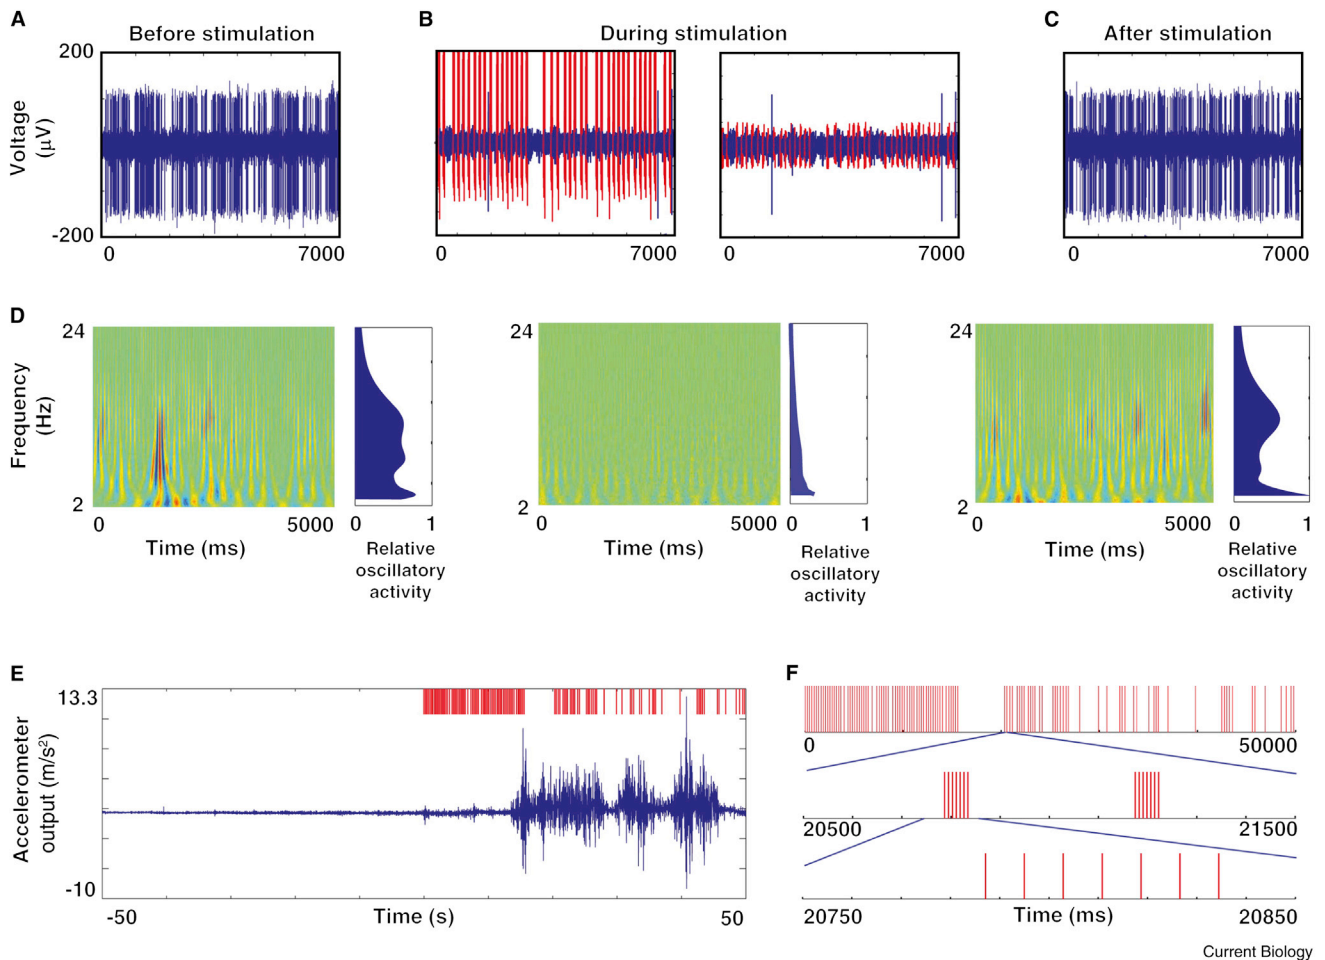 A
Before stimulation
B
During stimulation
C
After stimulation
200
Voltage
(μV)
-200
0
7000
0
7000
0
7000
0
7000
D
24
Frequency
(Hz)
2
0
5000
Time (ms)
0
1
Relative
oscillatory
activity
24
2
0
5000
Time (ms)
0
1
Relative
oscillatory
activity
24
2
0
5000
Time (ms)
0
1
Relative
oscillatory
activity
E
13.3
Accelerometer
output (m/s²)
-10
-50
Time (s)
50
F
0
50000
20500
21500
20750
Time (ms)
20850
Current Biology